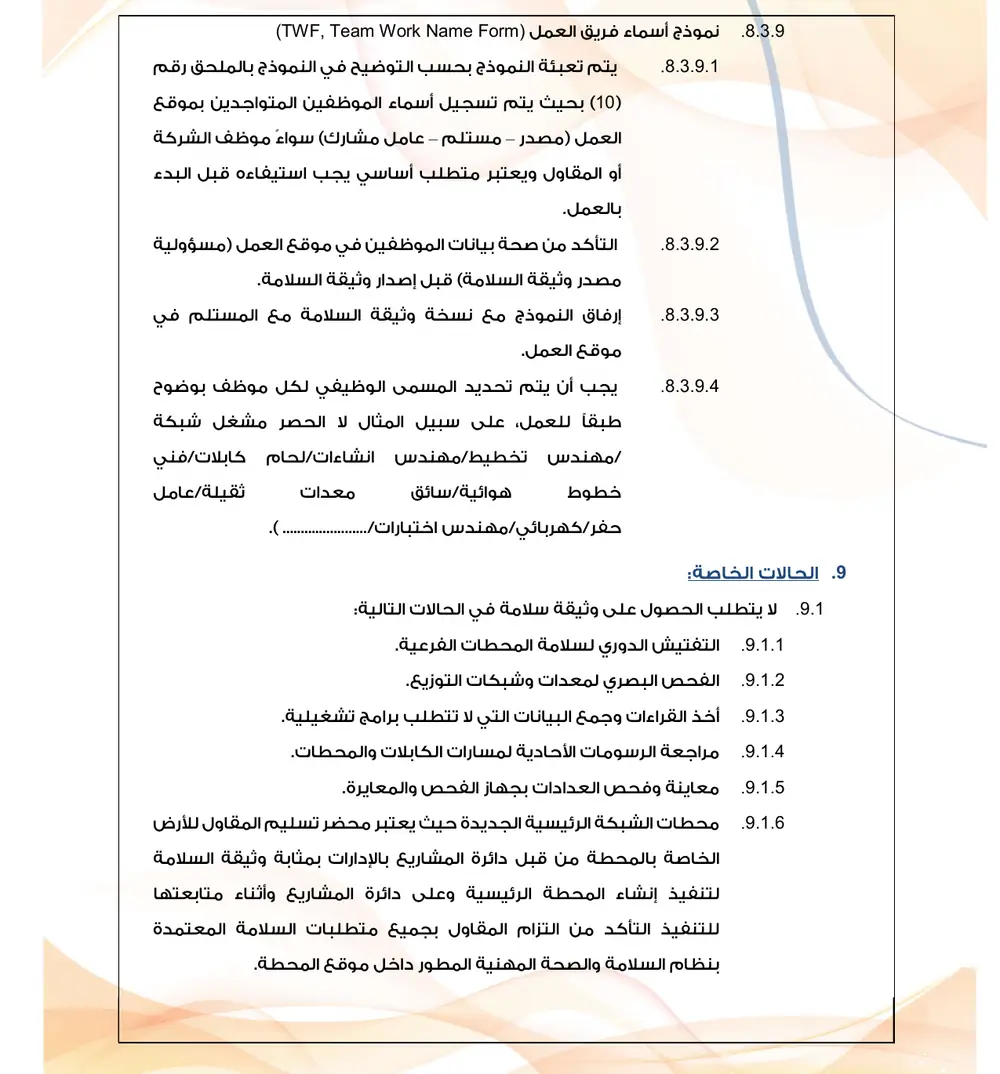 8.3.9. نموذج أسماء فريق العمل (TWF, Team Work Name Form)
8.3.9.1. يتم تعبئة النموذج بحسب التوضيح في النموذج بالملحق رقم
(10) بحيث يتم تسجيل أسماء الموظفين المتواجدين بموقع
العمل (مصدر – مستلم – عامل مشارك) سواءً موظف الشركة
أو المقاول ويعتبر متطلب أساسي يجب استيفاءه قبل البدء
بالعمل.
8.3.9.2. التأكد من صحة بيانات الموظفين في موقع العمل (مسؤولية
مصدر وثيقة السلامة) قبل إصدار وثيقة السلامة.
8.3.9.3. إرفاق النموذج مع نسخة وثيقة السلامة مع المستلم في
موقع العمل.
8.3.9.4. يجب أن يتم تحديد المسمى الوظيفي لكل موظف بوضوح
طبقاً للعمل، على سبيل المثال لا الحصر مشغل شبكة
/مهندس تخطيط/مهندس انشاءات/لحام كابلات/فني
خطوط هوائية/سائق معدات ثقيلة/عامل
حفر/كهربائي/مهندس اختبارات/........................ ).
9. الحالات الخاصة:
9.1. لا يتطلب الحصول على وثيقة سلامة في الحالات التالية:
9.1.1. التفتيش الدوري لسلامة المحطات الفرعية.
9.1.2. الفحص البصري لمعدات وشبكات التوزيع.
9.1.3. أخذ القراءات وجمع البيانات التي لا تتطلب برامج تشغيلية.
9.1.4. مراجعة الرسومات الأحادية لمسارات الكابلات والمحطات.
9.1.5. معاينة وفحص العدادات بجهاز الفحص والمعايرة.
9.1.6. محطات الشبكة الرئيسية الجديدة حيث يعتبر محضر تسليم المقاول للأرض
الخاصة بالمحطة من قبل دائرة المشاريع بالإدارات بمثابة وثيقة السلامة
لتنفيذ إنشاء المحطة الرئيسية وعلى دائرة المشاريع وأثناء متابعتها
للتنفيذ التأكد من التزام المقاول بجميع متطلبات السلامة المعتمدة
بنظام السلامة والصحة المهنية المطور داخل موقع المحطة.